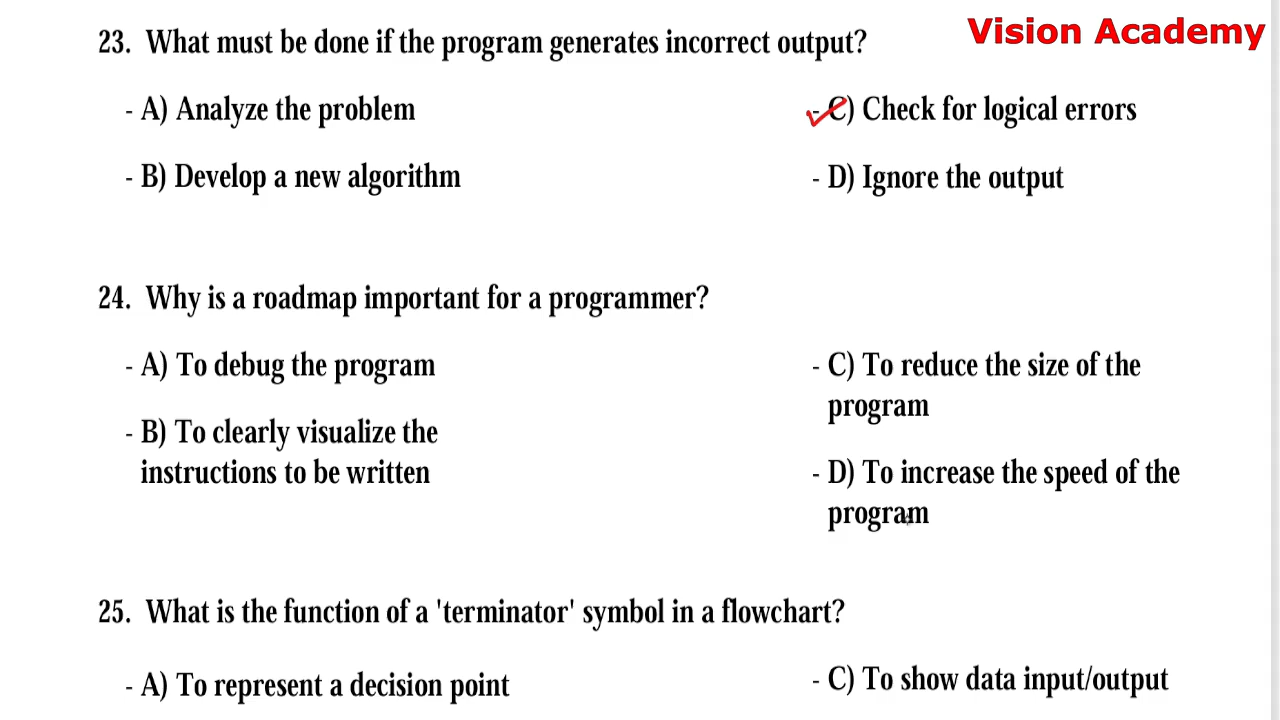 Vision Academy
23. What must be done if the program generates incorrect output?
- A) Analyze the problem
- B) Develop a new algorithm
- C) Check for logical errors
- D) Ignore the output
24. Why is a roadmap important for a programmer?
- A) To debug the program
- B) To clearly visualize the
instructions to be written
- C) To reduce the size of the
program
- D) To increase the speed of the
program
25. What is the function of a 'terminator' symbol in a flowchart?
- A) To represent a decision point
- C) To show data input/output